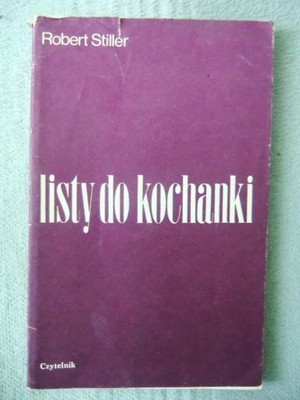 Robert Stiller
listy do kochanki
Czytelnik